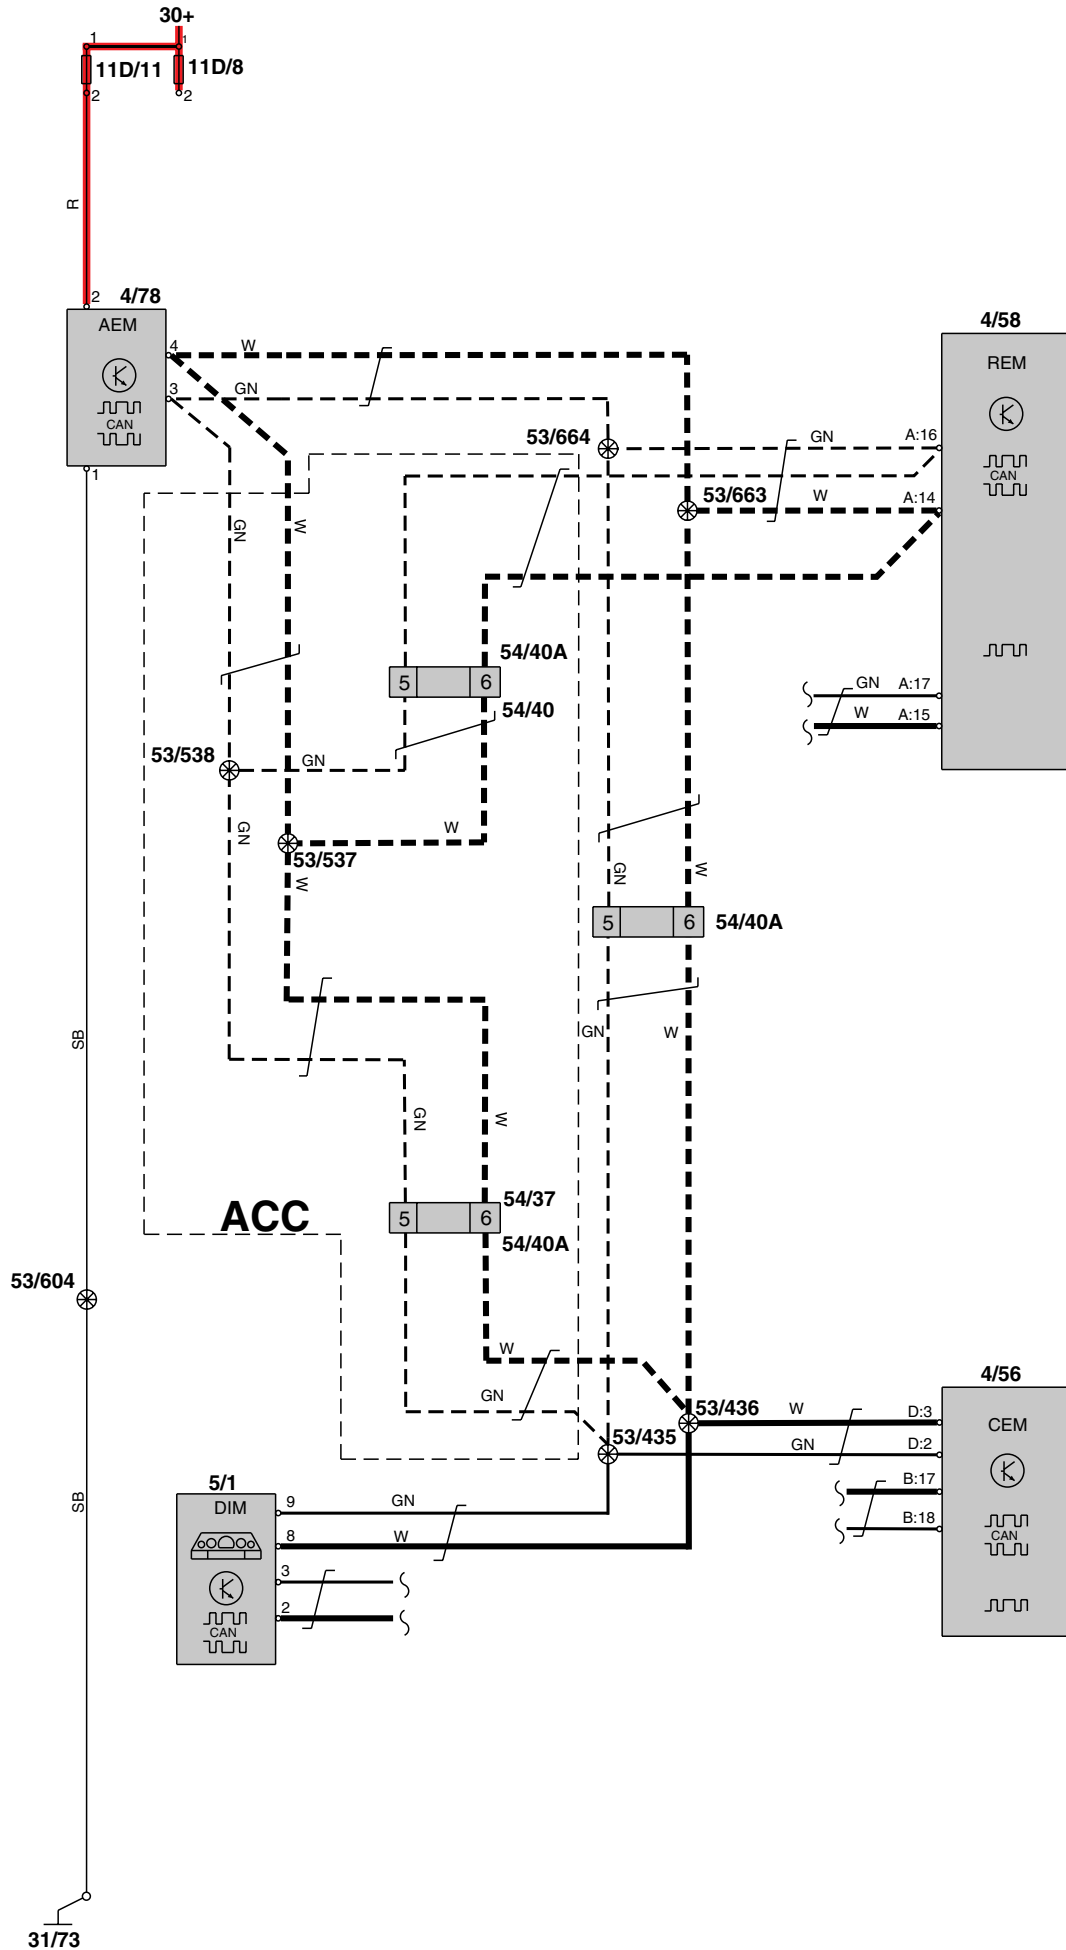 30+
1
1
11D/11
11D/8
2
2
R
2
4/78
AEM
CAN
4
W
3
GN
1
4/58
REM
CAN
53/664
GN
A:16
53/663
W
A:14
GN
W
54/40A
5
6
54/40
GN
A:17
W
A:15
53/538
GN
GN
W
53/537
W
GN
W
5
6
54/40A
GN
W
SB
GN
W
54/37
5
6
54/40A
ACC
53/604
W
GN
53/436
W
D:3
53/435
GN
D:2
B:17
B:18
4/56
CEM
CAN
5/1
DIM
CAN
9
GN
8
W
3
2
SB
31/73